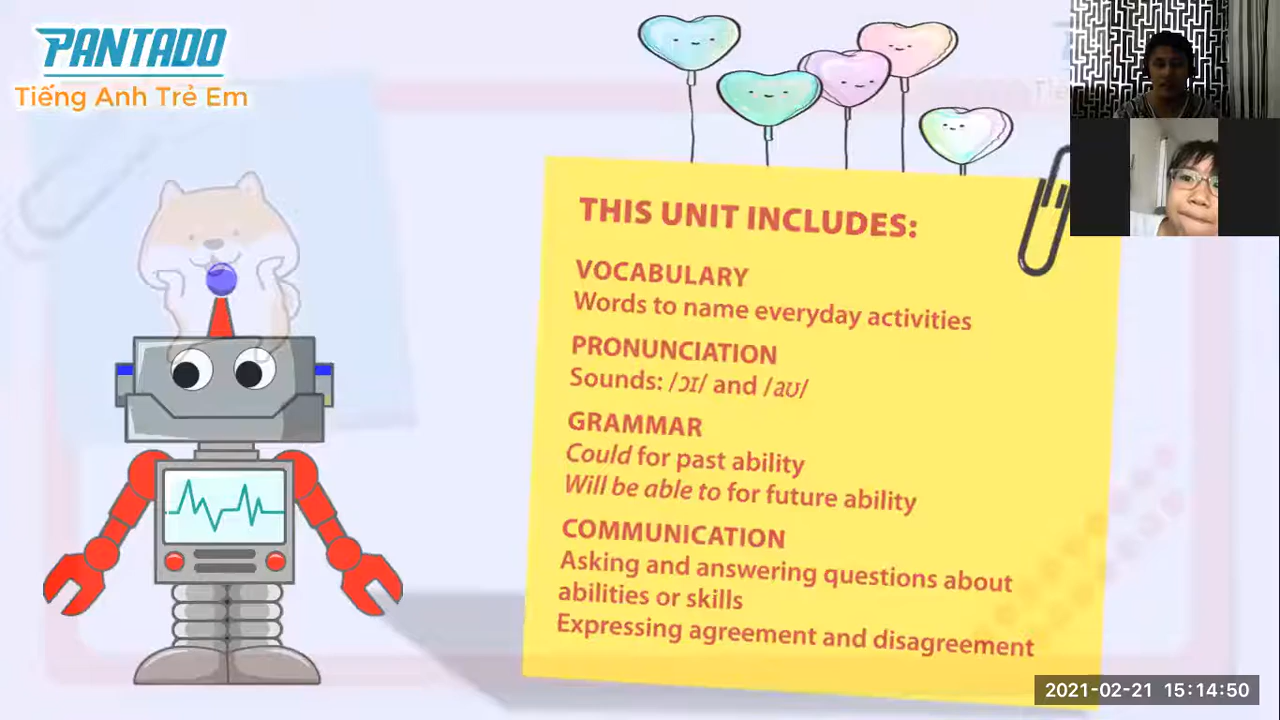 PANTADO
Tiếng Anh Trẻ Em
THIS UNIT INCLUDES:
VOCABULARY
Words to name everyday activities
PRONUNCIATION
Sounds: /ɔɪ/ and /aʊ/
GRAMMAR
Could for past ability
Will be able to for future ability
COMMUNICATION
Asking and answering questions about
abilities or skills
Expressing agreement and disagreement
2021-02-21 15:14:50